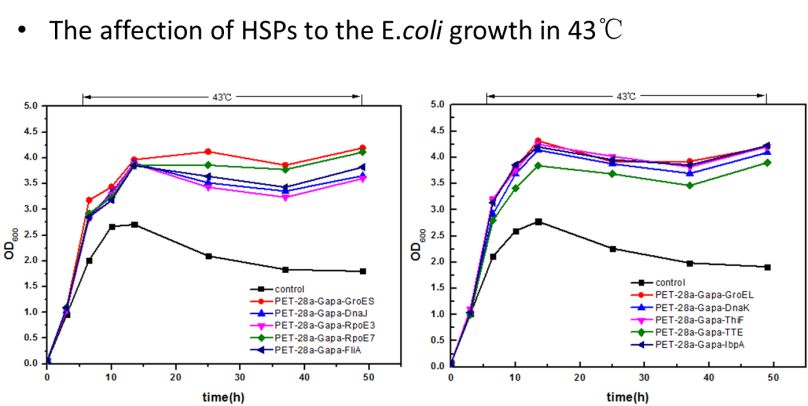 • The affection of HSPs to the E.coli growth in 43℃
43℃
5.0
4.5
4.0
3.5
3.0
2.5
2.0
1.5
1.0
0.5
0.0
OD600
0 10 20 30 40 50
time(h)
control
PET-28a-Gapa-GroES
PET-28a-Gapa-DnaJ
PET-28a-Gapa-RpoE3
PET-28a-Gapa-RpoE7
PET-28a-Gapa-FliA
43℃
5.0
4.5
4.0
3.5
3.0
2.5
2.0
1.5
1.0
0.5
0.0
OD600
0 10 20 30 40 50
time(h)
control
PET-28a-Gapa-GroEL
PET-28a-Gapa-DnaK
PET-28a-Gapa-ThiF
PET-28a-Gapa-TTE
PET-28a-Gapa-IbpA